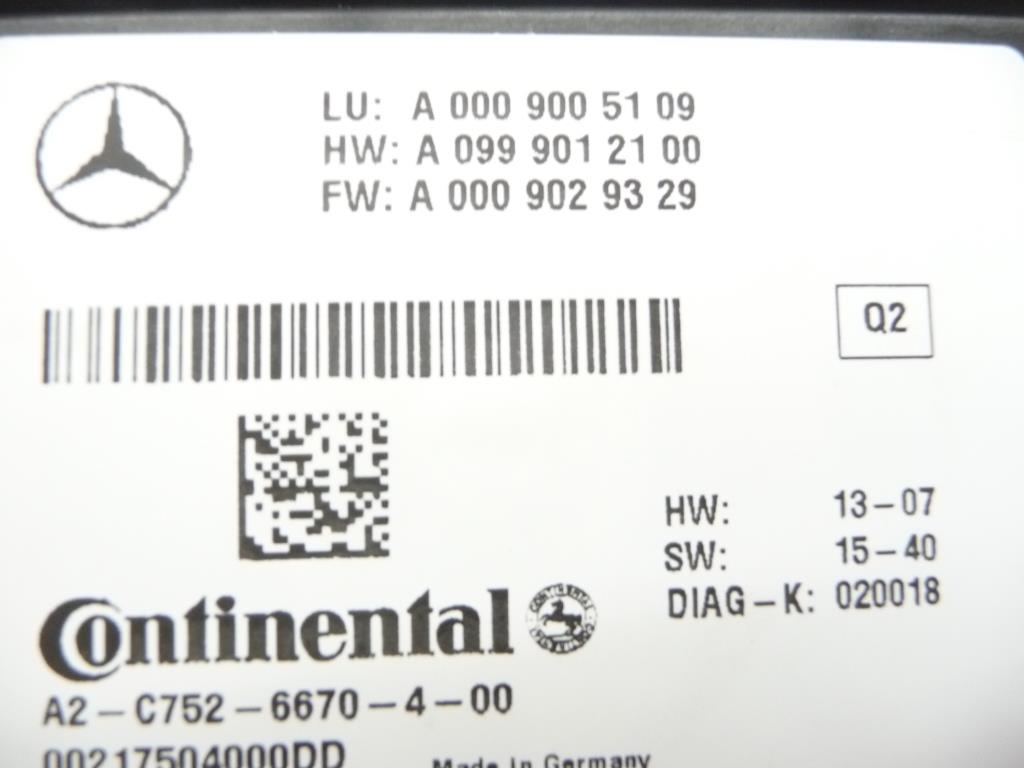 LU: A 000 900 51 09
HW: A 099 901 21 00
FW: A 000 902 93 29
Q2
HW: 13-07
SW: 15-40
DIAG-K: 020018
Continental
A2-C752-6670-4-00
00217504000DD
Made in Germany